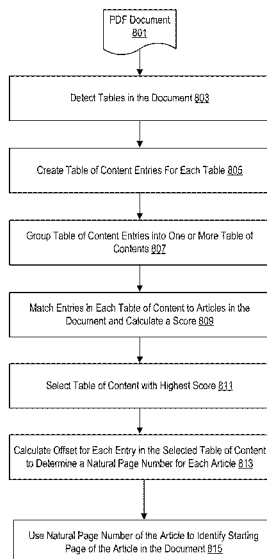 PDF Document
801
Detect Tables in the Document 803
Create Table of Content Entries For Each Table 805
Group Table of Content Entries into One or More Table of
Contents 807
Match Entries in Each Table of Content to Articles in the
Document and Calculate a Score 809
Select Table of Content with Highest Score 811
Calculate Offset for Each Entry in the Selected Table of Content
to Determine a Natural Page Number for Each Article 813
Use Natural Page Number of the Article to Identify Starting
Page of the Article in the Document 815